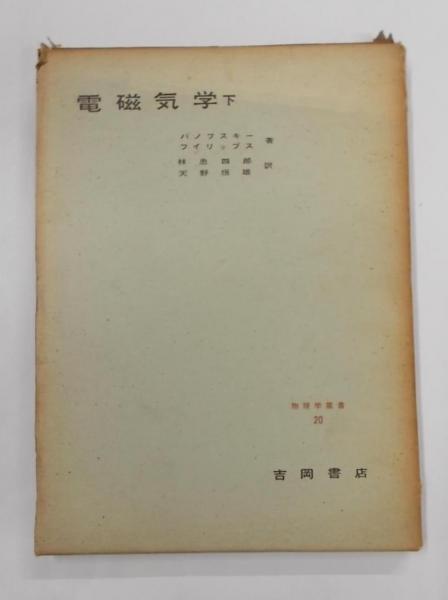 電磁気学下
パノフスキー
フイリップス
著
林忠四郎
天野恒雄
訳
物理学叢書
20
吉岡書店